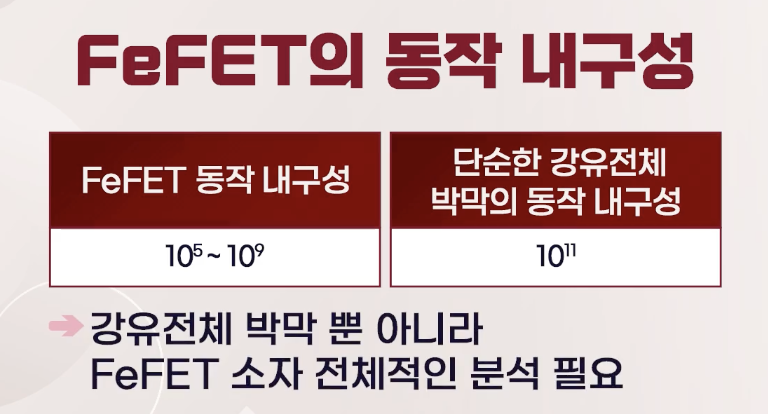 FeFET의 동작 내구성
FeFET 동작 내구성
10⁵ ~ 10⁹
단순한 강유전체
박막의 동작 내구성
10¹¹
강유전체 박막 뿐 아니라
FeFET 소자 전체적인 분석 필요